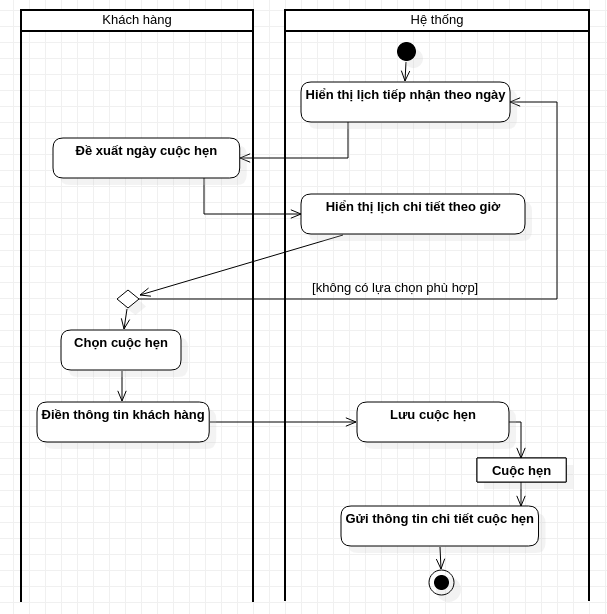 Khách hàng
Hệ thống
Hiển thị lịch tiếp nhận theo ngày
Đề xuất ngày cuộc hẹn
Hiển thị lịch chi tiết theo giờ
[không có lựa chọn phù hợp]
Chọn cuộc hẹn
Điền thông tin khách hàng
Lưu cuộc hẹn
Cuộc hẹn
Gửi thông tin chi tiết cuộc hẹn